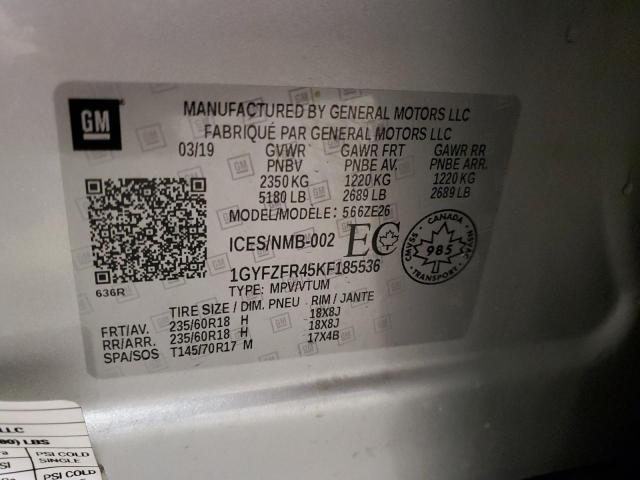 GM
MANUFACTURED BY GENERAL MOTORS LLC
FABRIQUÉ PAR GENERAL MOTORS LLC
03/19 GVWR GAWR FRT GAWR RR
PNBV PNBE AV. PNBE ARR.
2350 KG 1220 KG 1220 KG
5180 LB 2689 LB 2689 LB
MODEL/MODÈLE: 566ZE26
ICES/NMB-002 EC
CANADA
985
CMVSS NSVAC
1GYFZFR45KF185536
636R
TYPE: MPV/VTUM
TIRE SIZE / DIM. PNEU RIM / JANTE
FRT/AV. 235/60R18 H 18X8J
RR/ARR. 235/60R18 H 18X8J
SPA/SOS T145/70R17 M 17X4B
LLC
LBS
PSI COLD
SINGLE
PSI COLD